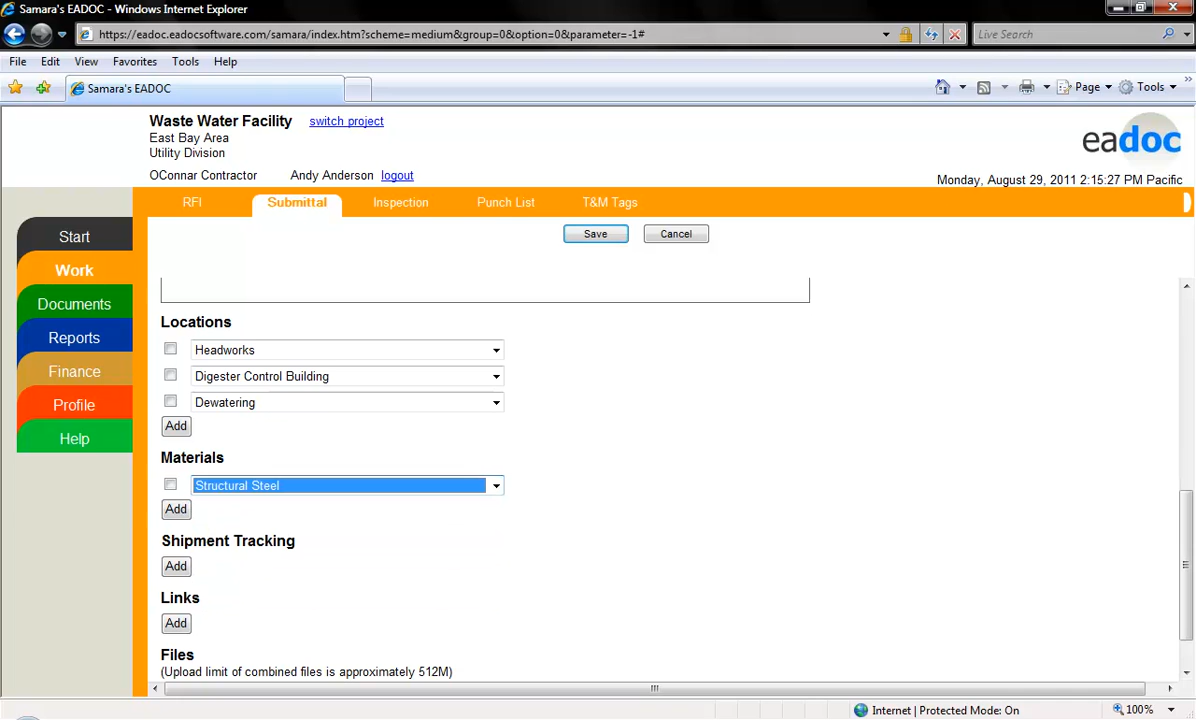 Samara's EADOC - Windows Internet Explorer
https://eadoc.eadocsoftware.com/samara/index.htm?scheme=medium&group=0&option=0&parameter=-1#
Live Search
File Edit View Favorites Tools Help
Samara's EADOC
Page Tools
Waste Water Facility switch project
East Bay Area
Utility Division
OConnar Contractor Andy Anderson logout
eadoc
Monday, August 29, 2011 2:15:27 PM Pacific
RFI Submittal Inspection Punch List T&M Tags
Start
Work
Documents
Reports
Finance
Profile
Help
Save Cancel
Locations
Headworks
Digester Control Building
Dewatering
Add
Materials
Structural Steel
Add
Shipment Tracking
Add
Links
Add
Files
(Upload limit of combined files is approximately 512M)
Internet | Protected Mode: On
100%